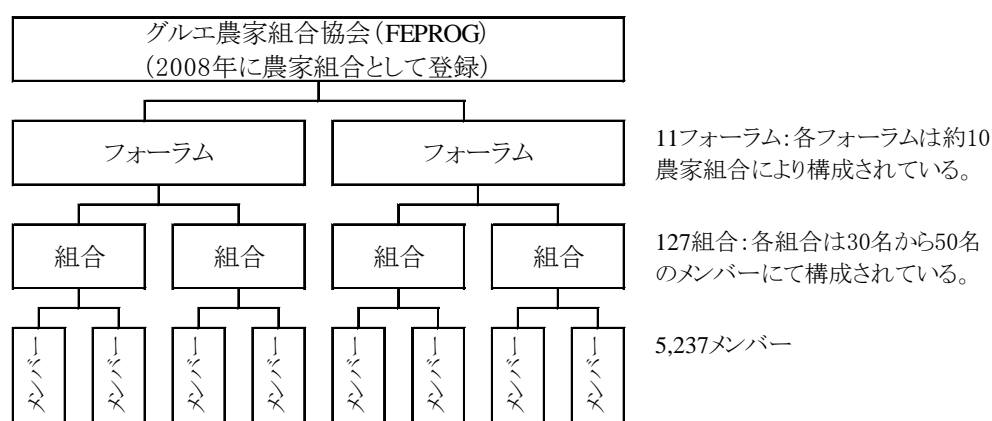 グルエ農家組合協会(FEPROG)
(2008年に農家組合として登録)
フォーラム
フォーラム
11フォーラム:各フォーラムは約10
農家組合により構成されている。
組合
組合
組合
組合
127組合:各組合は30名から50名
のメンバーにて構成されている。
メンバー
メンバー
メンバー
メンバー
メンバー
メンバー
メンバー
メンバー
5,237メンバー